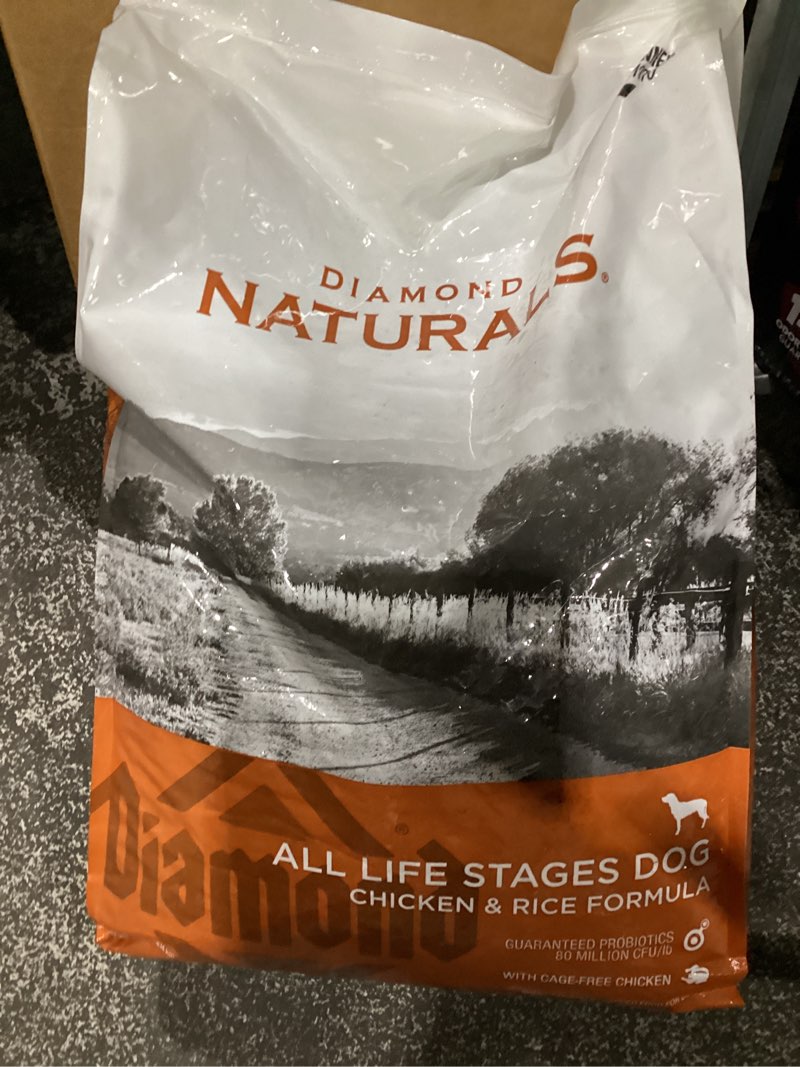 DIAMOND
NATURALS®
Diamond
®
ALL LIFE STAGES DOG
CHICKEN & RICE FORMULA
GUARANTEED PROBIOTICS
80 MILLION CFU/lb
WITH CAGE-FREE CHICKEN